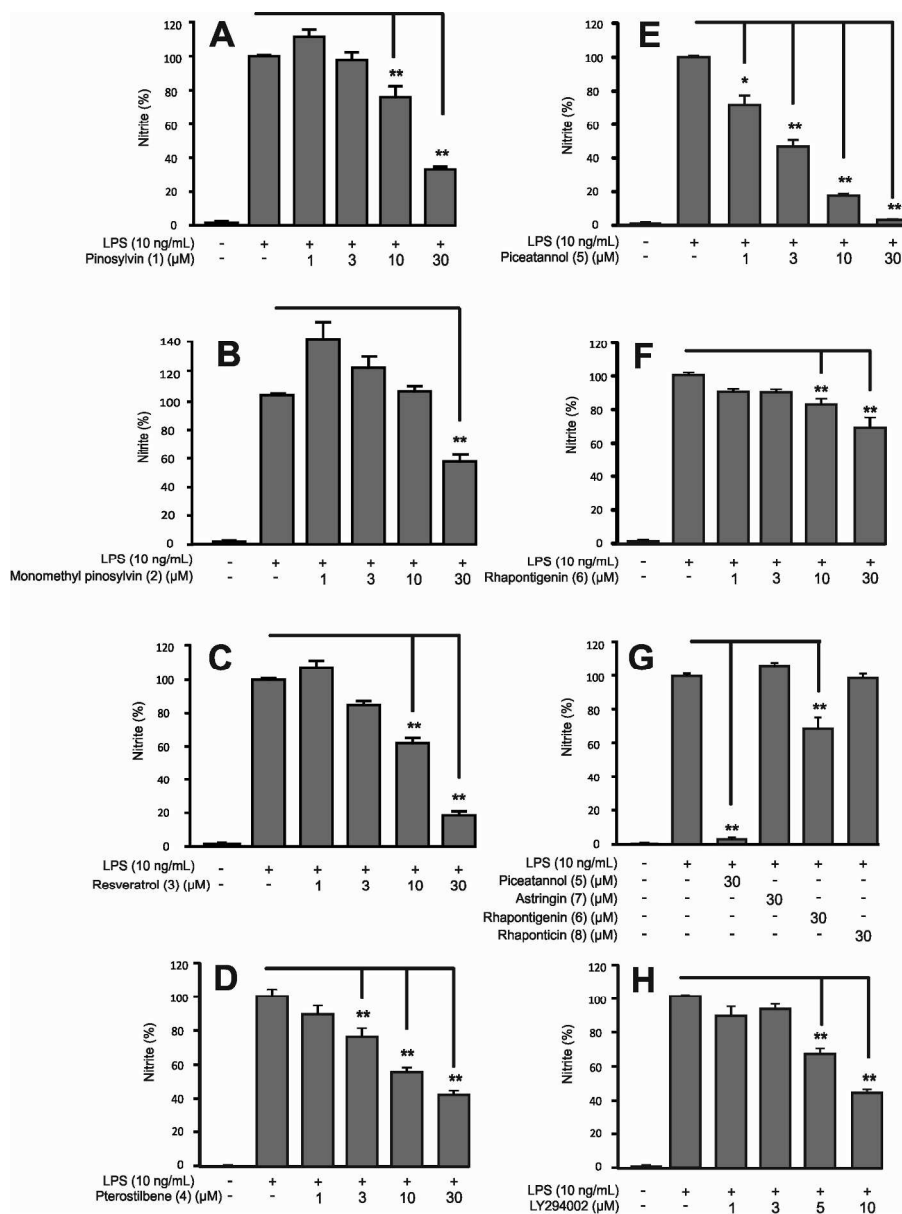 A
120
100
80
60
40
20
0
Nitrite (%)
**
**
LPS (10 ng/mL) - + + + + +
Pinosylvin (1) (µM) - - 1 3 10 30
B
140
120
100
80
60
40
20
0
Nitrite (%)
**
LPS (10 ng/mL) - + + + + +
Monomethyl pinosylvin (2) (µM) - - 1 3 10 30
C
120
100
80
60
40
20
0
Nitrite (%)
**
**
LPS (10 ng/mL) - + + + + +
Resveratrol (3) (µM) - - 1 3 10 30
D
120
100
80
60
40
20
0
Nitrite (%)
**
**
**
LPS (10 ng/mL) - + + + + +
Pterostilbene (4) (µM) - - 1 3 10 30
E
120
100
80
60
40
20
0
Nitrite (%)
*
**
**
**
LPS (10 ng/mL) - + + + + +
Piceatannol (5) (µM) - - 1 3 10 30
F
120
100
80
60
40
20
0
Nitrite (%)
**
**
LPS (10 ng/mL) - + + + + +
Rhapontigenin (6) (µM) - - 1 3 10 30
G
120
100
80
60
40
20
0
Nitrite (%)
**
**
LPS (10 ng/mL) - + + + + +
Piceatannol (5) (µM) - - 30 - - -
Astringin (7) (µM) - - - 30 - -
Rhapontigenin (6) (µM) - - - - 30 -
Rhaponticin (8) (µM) - - - - - 30
H
120
100
80
60
40
20
0
Nitrite (%)
**
**
LPS (10 ng/mL) - + + + + +
LY294002 (µM) - - 1 3 5 10